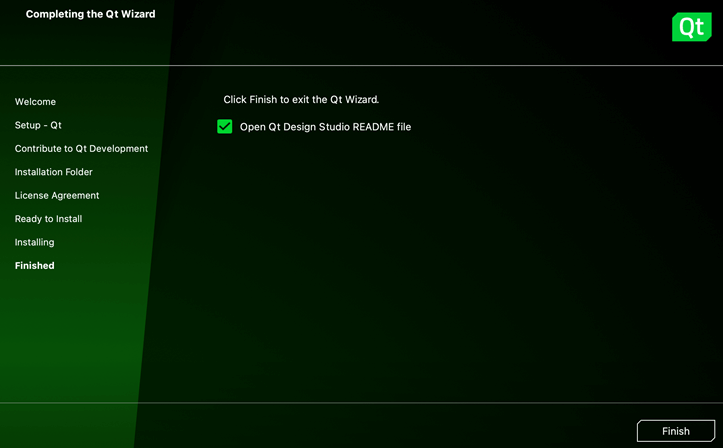 Completing the Qt Wizard
Qt
Welcome
Setup - Qt
Contribute to Qt Development
Installation Folder
License Agreement
Ready to Install
Installing
Finished
Click Finish to exit the Qt Wizard.
Open Qt Design Studio README file
Finish